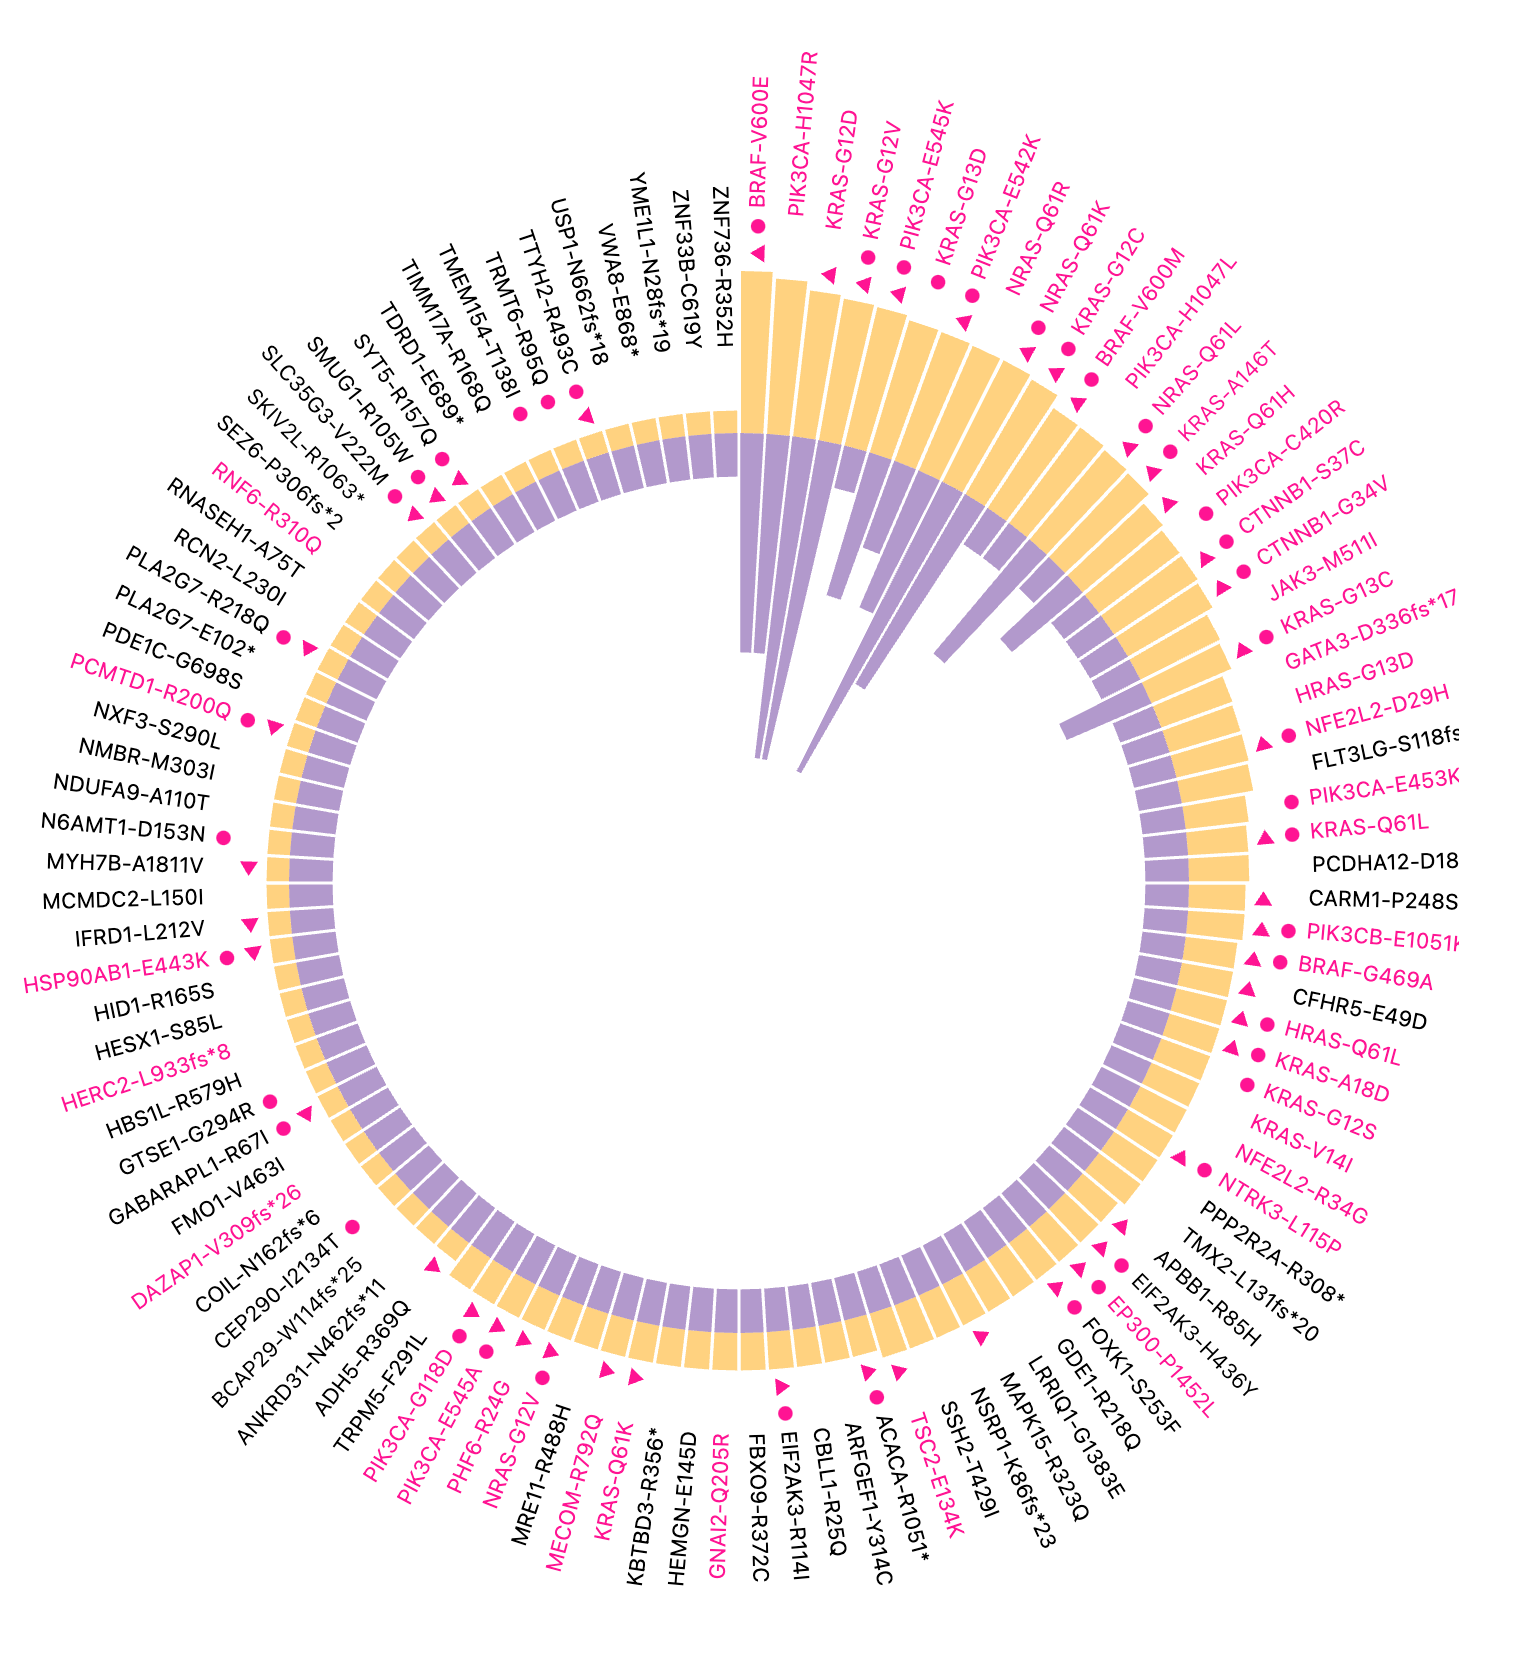 BRAF-V600E
PIK3CA-H1047R
KRAS-G12D
KRAS-G12V
PIK3CA-E545K
KRAS-G13D
PIK3CA-E542K
NRAS-Q61R
NRAS-Q61K
KRAS-G12C
BRAF-V600M
PIK3CA-H1047L
NRAS-Q61L
KRAS-A146T
KRAS-Q61H
PIK3CA-C420R
CTNNB1-S37C
CTNNB1-G34V
JAK3-M511I
KRAS-G13C
GATA3-D336fs*17
HRAS-G13D
NFE2L2-D29H
FLT3LG-S118fs
PIK3CA-E453K
KRAS-Q61L
PCDHA12-D18
CARM1-P248S
PIK3CB-E1051K
BRAF-G469A
CFHR5-E49D
HRAS-Q61L
KRAS-A18D
KRAS-G12S
KRAS-V14I
NFE2L2-R34G
NTRK3-L115P
PPP2R2A-R308*
TMX2-L131fs*20
APBB1-R85H
EIF2AK3-H436Y
EP300-P1452L
FOXK1-S253F
GDE1-R218Q
LRRIQ1-G1383E
MAPK15-R323Q
NSRP1-K86fs*23
SSH2-T429I
TSC2-E134K
ACACA-R1051*
ARFGEF1-Y314C
CBLL1-R25Q
EIF2AK3-R114I
FBXO9-R372C
GNAI2-Q205R
HEMGN-E145D
KBTBD3-R356*
KRAS-Q61K
MECOM-R792Q
MRE11-R488H
NRAS-G12V
PHF6-R24G
PIK3CA-E545A
PIK3CA-G118D
TRPM5-F291L
ADH5-R369Q
ANKRD31-N462fs*11
BCAP29-W14fs*25
CEP290-I2134T
COIL-N162fs*6
DAZAP1-V309fs*26
FMO1-V463I
GABARAPL1-R67I
GTSE1-G294R
HBS1L-R579H
HERC2-L933fs*8
HESX1-S85L
HID1-R165S
HSP90AB1-E443K
IFRD1-L212V
MCMDC2-L150I
MYH7B-A1811V
N6AMT1-D153N
NDUFA9-A110T
NMBR-M303I
NXF3-S290L
PCMTD1-R200Q
PDE1C-G698S
PLA2G7-E102*
PLA2G7-R218Q
RCN2-L230I
RNASEH1-A75T
RNF6-R310Q
SEZ6-P306fs*2
SKIV2L-R1063*
SLC35G3-V222M
SMUG1-R105W
SYT5-R157Q
TDRD1-E689*
TIMM17A-R168Q
TMEM154-T138I
TRMT6-R95Q
TTYH2-R493C
USP1-N662fs*18
VWA8-E868*
YME1L1-N28fs*19
ZNF33B-C619Y
ZNF736-R352H